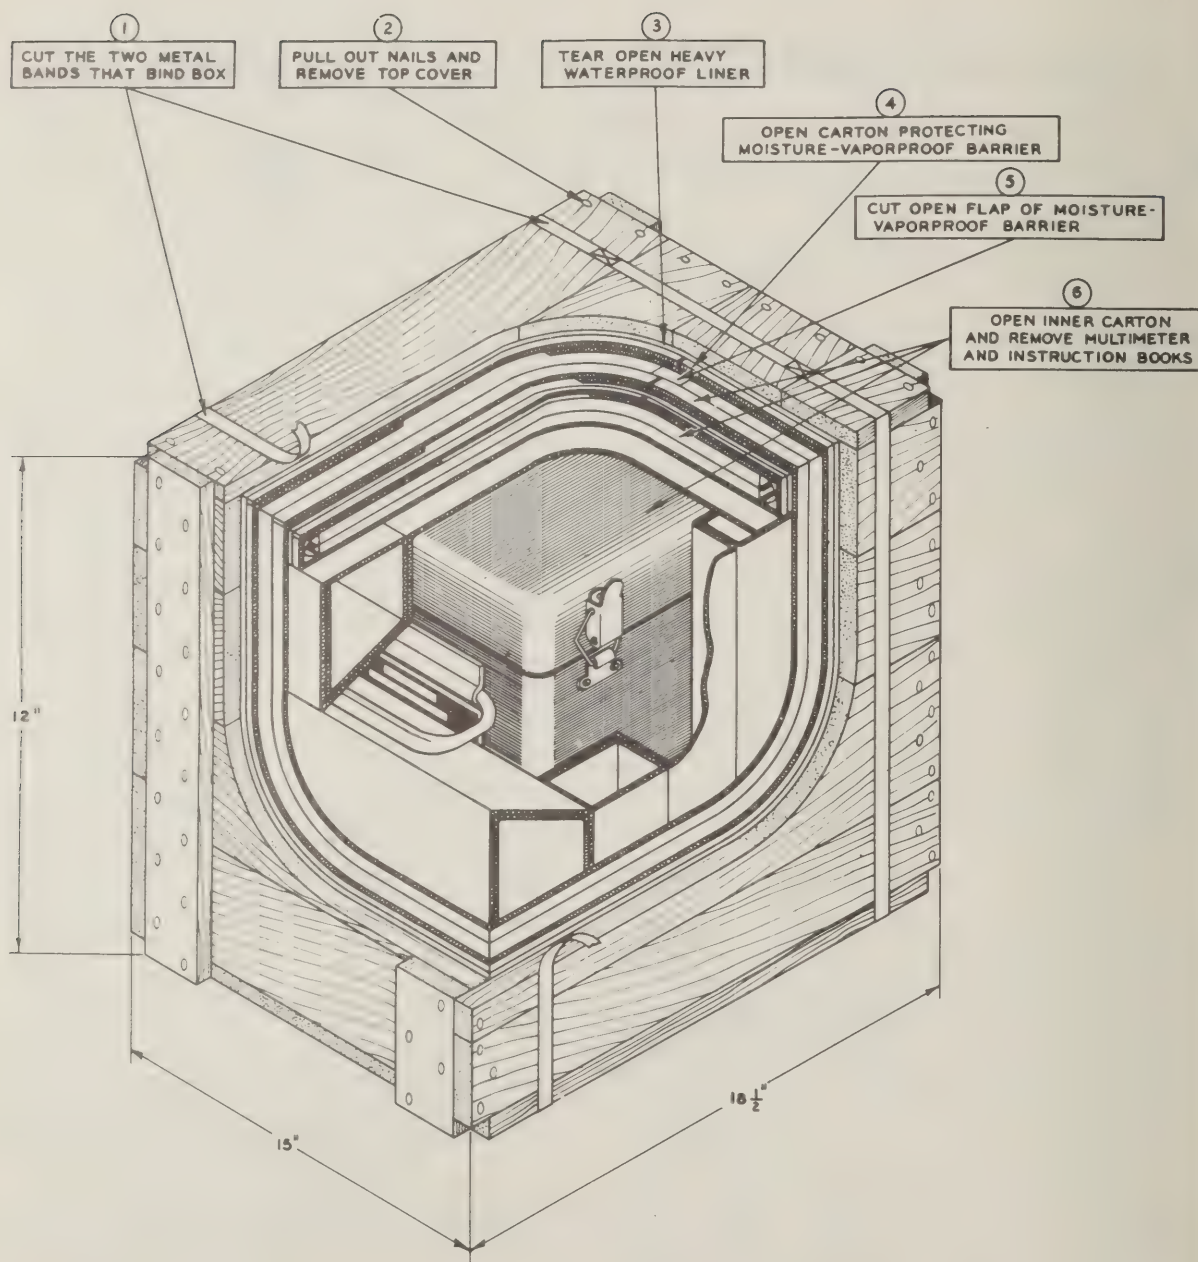 1
CUT THE TWO METAL
BANDS THAT BIND BOX
2
PULL OUT NAILS AND
REMOVE TOP COVER
3
TEAR OPEN HEAVY
WATERPROOF LINER
4
OPEN CARTON PROTECTING
MOISTURE-VAPORPROOF BARRIER
5
CUT OPEN FLAP OF MOISTURE-
VAPORPROOF BARRIER
6
OPEN INNER CARTON
AND REMOVE MULTIMETER
AND INSTRUCTION BOOKS
12"
15"
18 1/2"